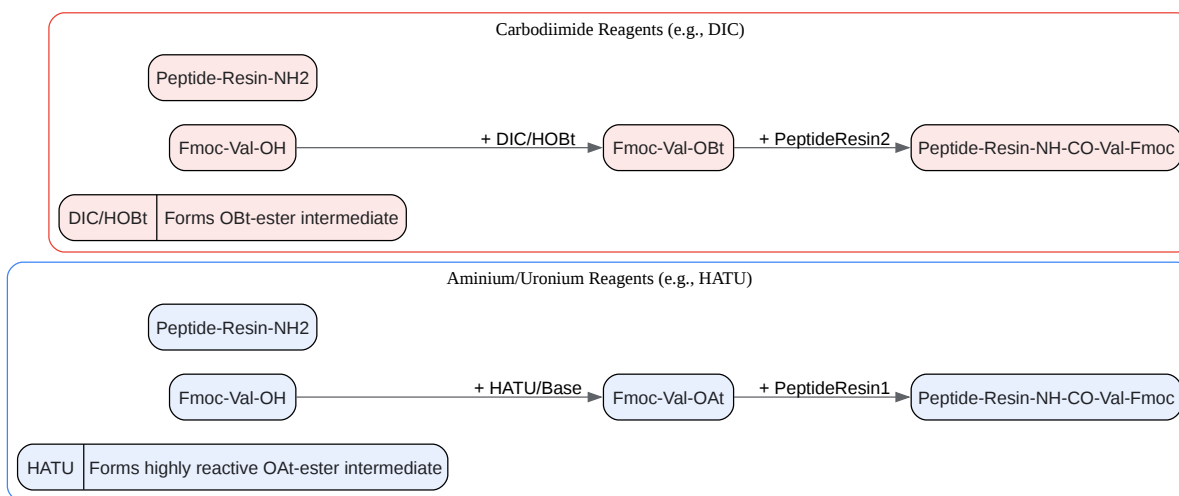 Carbodiimide Reagents (e.g., DIC)
Peptide-Resin-NH2
Fmoc-Val-OH
+ DIC/HOBt
Fmoc-Val-OBt
+ PeptideResin2
Peptide-Resin-NH-CO-Val-Fmoc
DIC/HOBt
Forms OBt-ester intermediate
Aminium/Uronium Reagents (e.g., HATU)
Peptide-Resin-NH2
Fmoc-Val-OH
+ HATU/Base
Fmoc-Val-OAt
+ PeptideResin1
Peptide-Resin-NH-CO-Val-Fmoc
HATU
Forms highly reactive OAt-ester intermediate